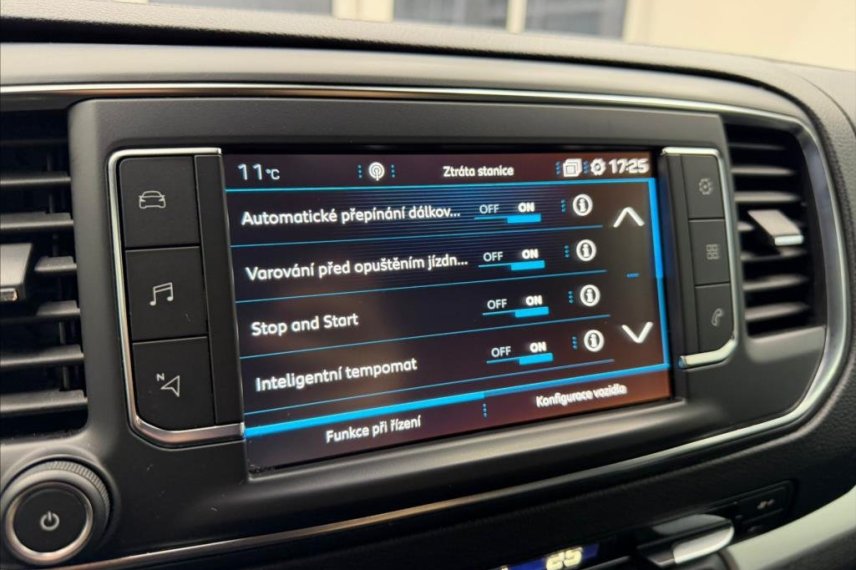 11°C Ztráta stanice 17:25
Automatické přepínání dálkov... OFF ON
Varování před opuštěním jízdn... OFF ON
Stop and Start OFF ON
Inteligentní tempomat OFF ON
Funkce při řízení Konfigurace vozidla
N
25